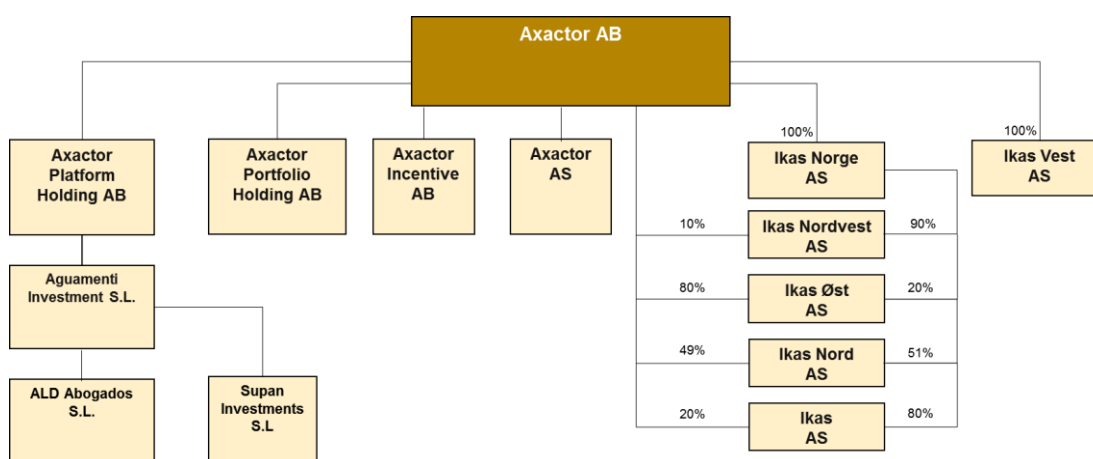 Axactor AB
100%
100%
Axactor
Platform
Holding AB
Axactor
Portfolio
Holding AB
Axactor
Incentive
AB
Axactor
AS
Ikas Norge
AS
Ikas Vest
AS
10%
Ikas Nordvest
AS
90%
Aguamenti
Investment S.L.
80%
Ikas Øst
AS
20%
49%
Ikas Nord
AS
51%
ALD Abogados
S.L.
Supan
Investments
S.L
20%
Ikas
AS
80%